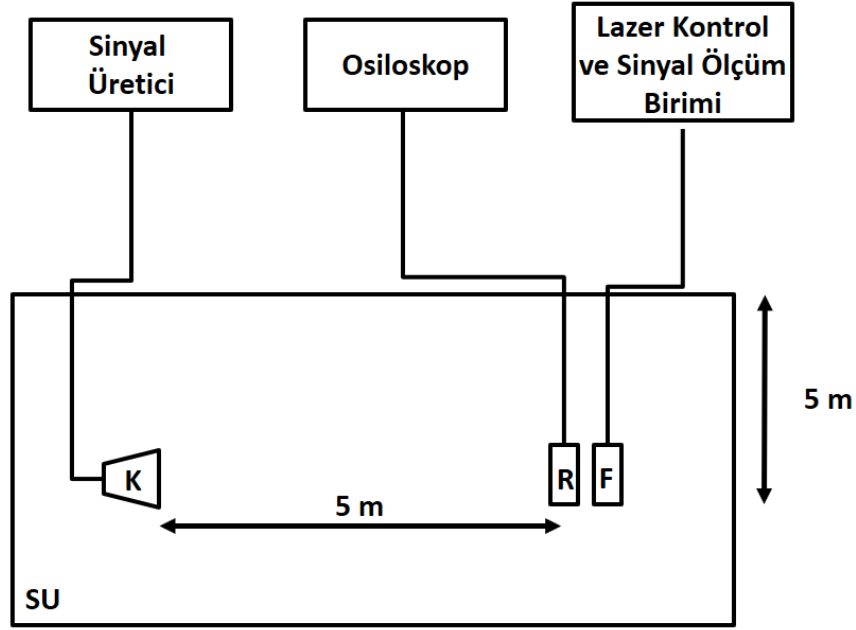 Sinyal
Üretici
Osiloskop
Lazer Kontrol
ve Sinyal Ölçüm
Birimi
5 m
K
R
F
5 m
SU